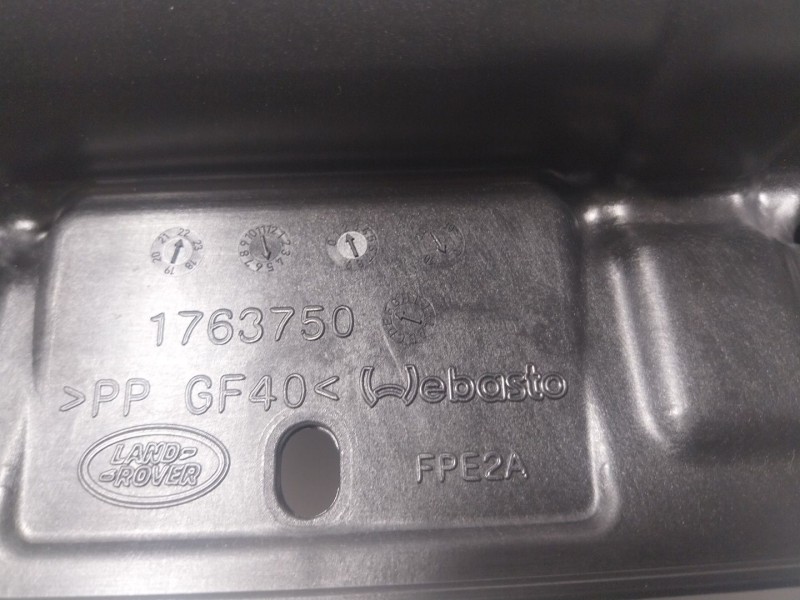 1763750
>PP GF40< Webasto
LAND-
-ROVER
FPE2A